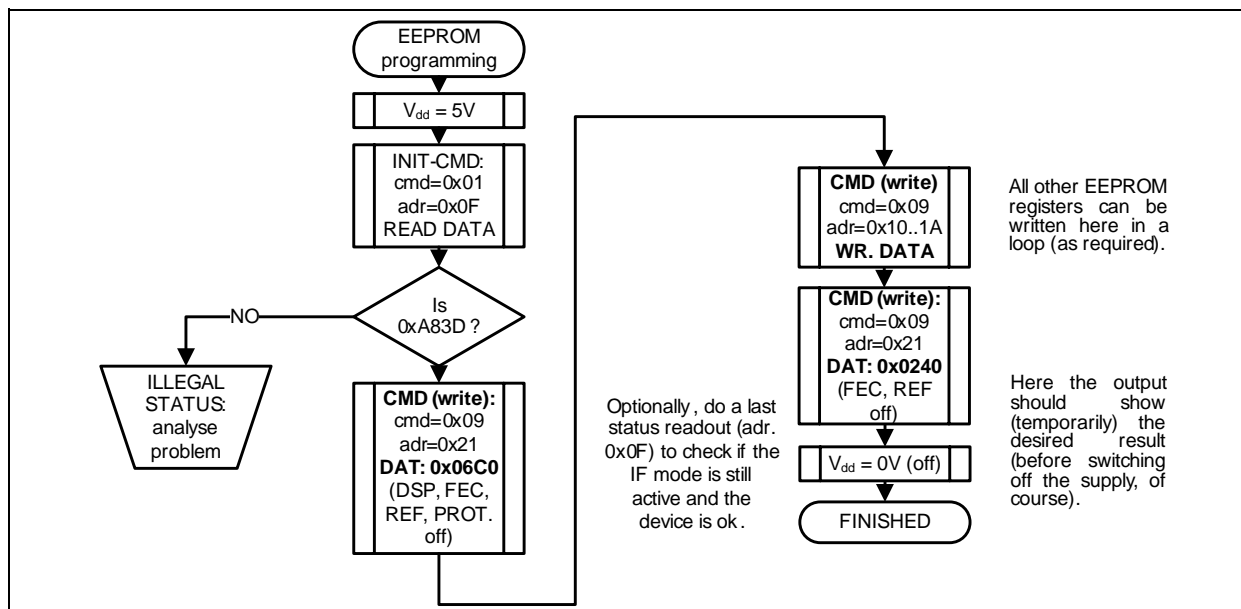 EEPROM
programming
Vdd = 5V
INIT-CMD:
cmd=0x01
adr=0x0F
READ DATA
Is
0xA83D ?
NO
ILLEGAL
STATUS:
analyse
problem
CMD (write):
cmd=0x09
adr=0x21
DAT: 0x06C0
(DSP, FEC,
REF, PROT.
off)
CMD (write)
cmd=0x09
adr=0x10..1A
WR. DATA
All other EEPROM
registers can be
written here in a
loop (as required).
CMD (write):
cmd=0x09
adr=0x21
DAT: 0x0240
(FEC, REF
off)
Optionally, do a last
status readout (adr.
0x0F) to check if the
IF mode is still
active and the
device is ok.
Here the output
should show
(temporarily) the
desired result
(before switching
off the supply, of
course).
Vdd = 0V (off)
FINISHED